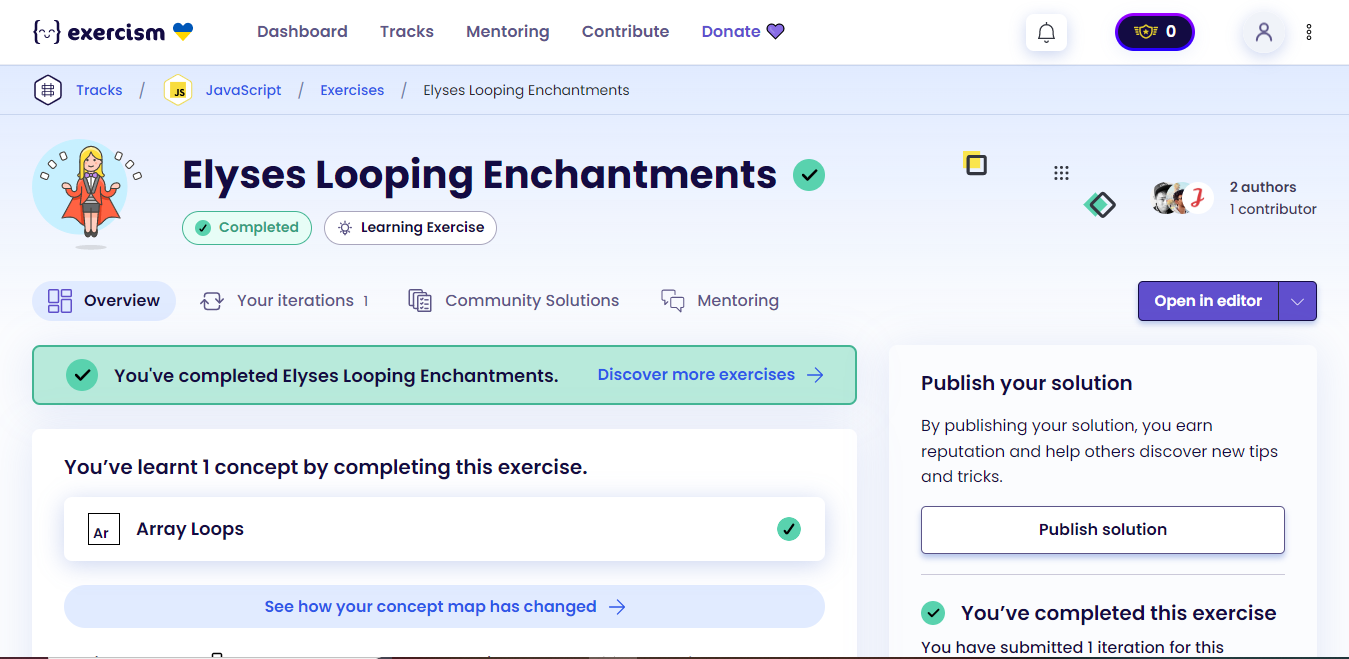 exercism
Dashboard Tracks Mentoring Contribute Donate
0
Tracks / JS JavaScript / Exercises / Elyses Looping Enchantments
Elyses Looping Enchantments
Completed Learning Exercise
2 authors
1 contributor
Overview Your iterations 1 Community Solutions Mentoring
Open in editor
You've completed Elyses Looping Enchantments. Discover more exercises
You’ve learnt 1 concept by completing this exercise.
Ar Array Loops
See how your concept map has changed
Publish your solution
By publishing your solution, you earn
reputation and help others discover new tips
and tricks.
Publish solution
You’ve completed this exercise
You have submitted 1 iteration for this